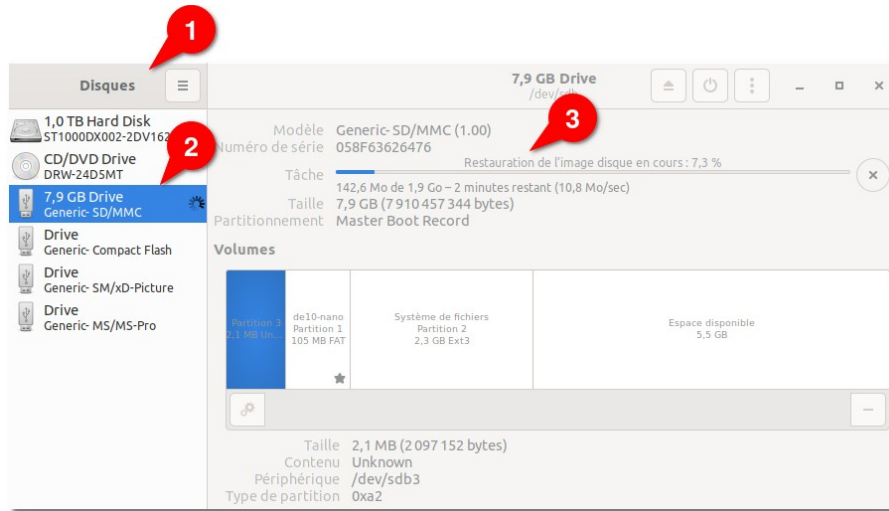 1
Disques
7,9 GB Drive
/dev/sdb
1,0 TB Hard Disk
ST1000DX002-2DV162
CD/DVD Drive
DRW-24D5MT
2
7,9 GB Drive
Generic- SD/MMC
Drive
Generic- Compact Flash
Drive
Generic- SM/xD-Picture
Drive
Generic- MS/MS-Pro
3
Modèle Generic- SD/MMC (1.00)
Numéro de série 058F63626476
Restauration de l'image disque en cours : 7,3 %
Tâche
142,6 Mo de 1,9 Go – 2 minutes restant (10,8 Mo/sec)
Taille 7,9 GB (7 910 457 344 bytes)
Partitionnement Master Boot Record
Volumes
Partition 3
2,1 MB Un...
de10-nano
Partition 1
105 MB FAT
Système de fichiers
Partition 2
2,3 GB Ext3
Espace disponible
5,5 GB
Taille 2,1 MB (2 097 152 bytes)
Contenu Unknown
Périphérique /dev/sdb3
Type de partition 0xa2